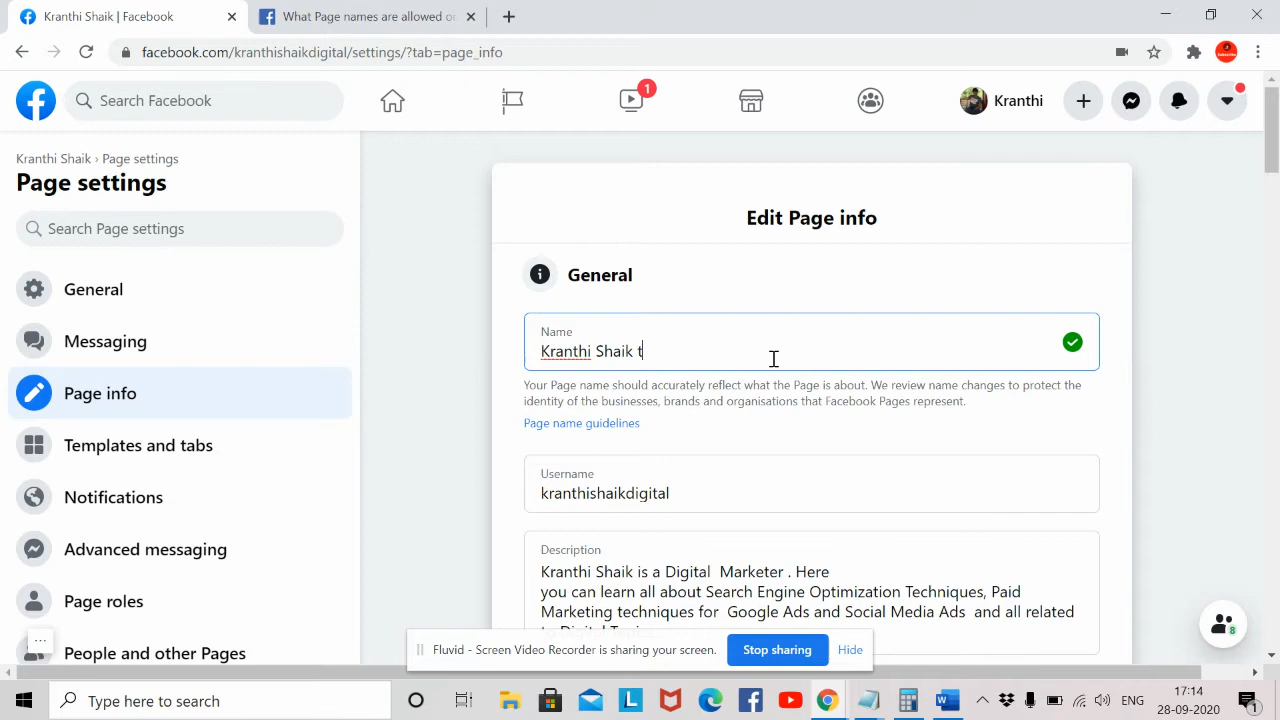 Kranthi Shaik | Facebook
What Page names are allowed o
facebook.com/kranthishaikdigital/settings/?tab=page_info
Search Facebook
1
Kranthi
Kranthi Shaik › Page settings
Page settings
Search Page settings
General
Messaging
Page info
Templates and tabs
Notifications
Advanced messaging
Page roles
People and other Pages
Edit Page info
General
Name
Kranthi Shaik t
Your Page name should accurately reflect what the Page is about. We review name changes to protect the
identity of the businesses, brands and organisations that Facebook Pages represent.
Page name guidelines
Username
kranthishaikdigital
Description
Kranthi Shaik is a Digital Marketer . Here
you can learn all about Search Engine Optimization Techniques, Paid
Marketing techniques for Google Ads and Social Media Ads and all related
to Digital Topics
8
Fluvid - Screen Video Recorder is sharing your screen.
Stop sharing
Hide
Type here to search
ENG
17:14
28-09-2020
1